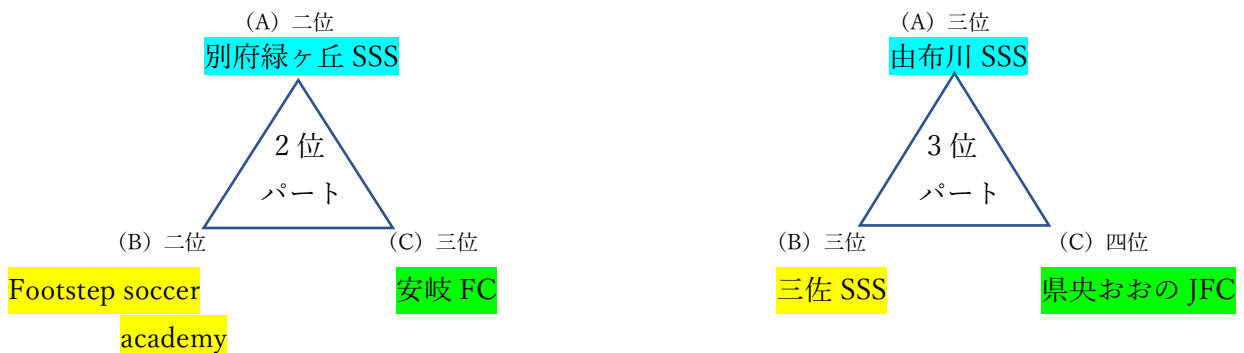 (A) 二位
別府緑ヶ丘 SSS
2 位
パート
(B) 二位
(C) 三位
Footstep soccer
academy
安岐 FC
(A) 三位
由布川 SSS
3 位
パート
(B) 三位
(C) 四位
三佐 SSS
県央おおの JFC